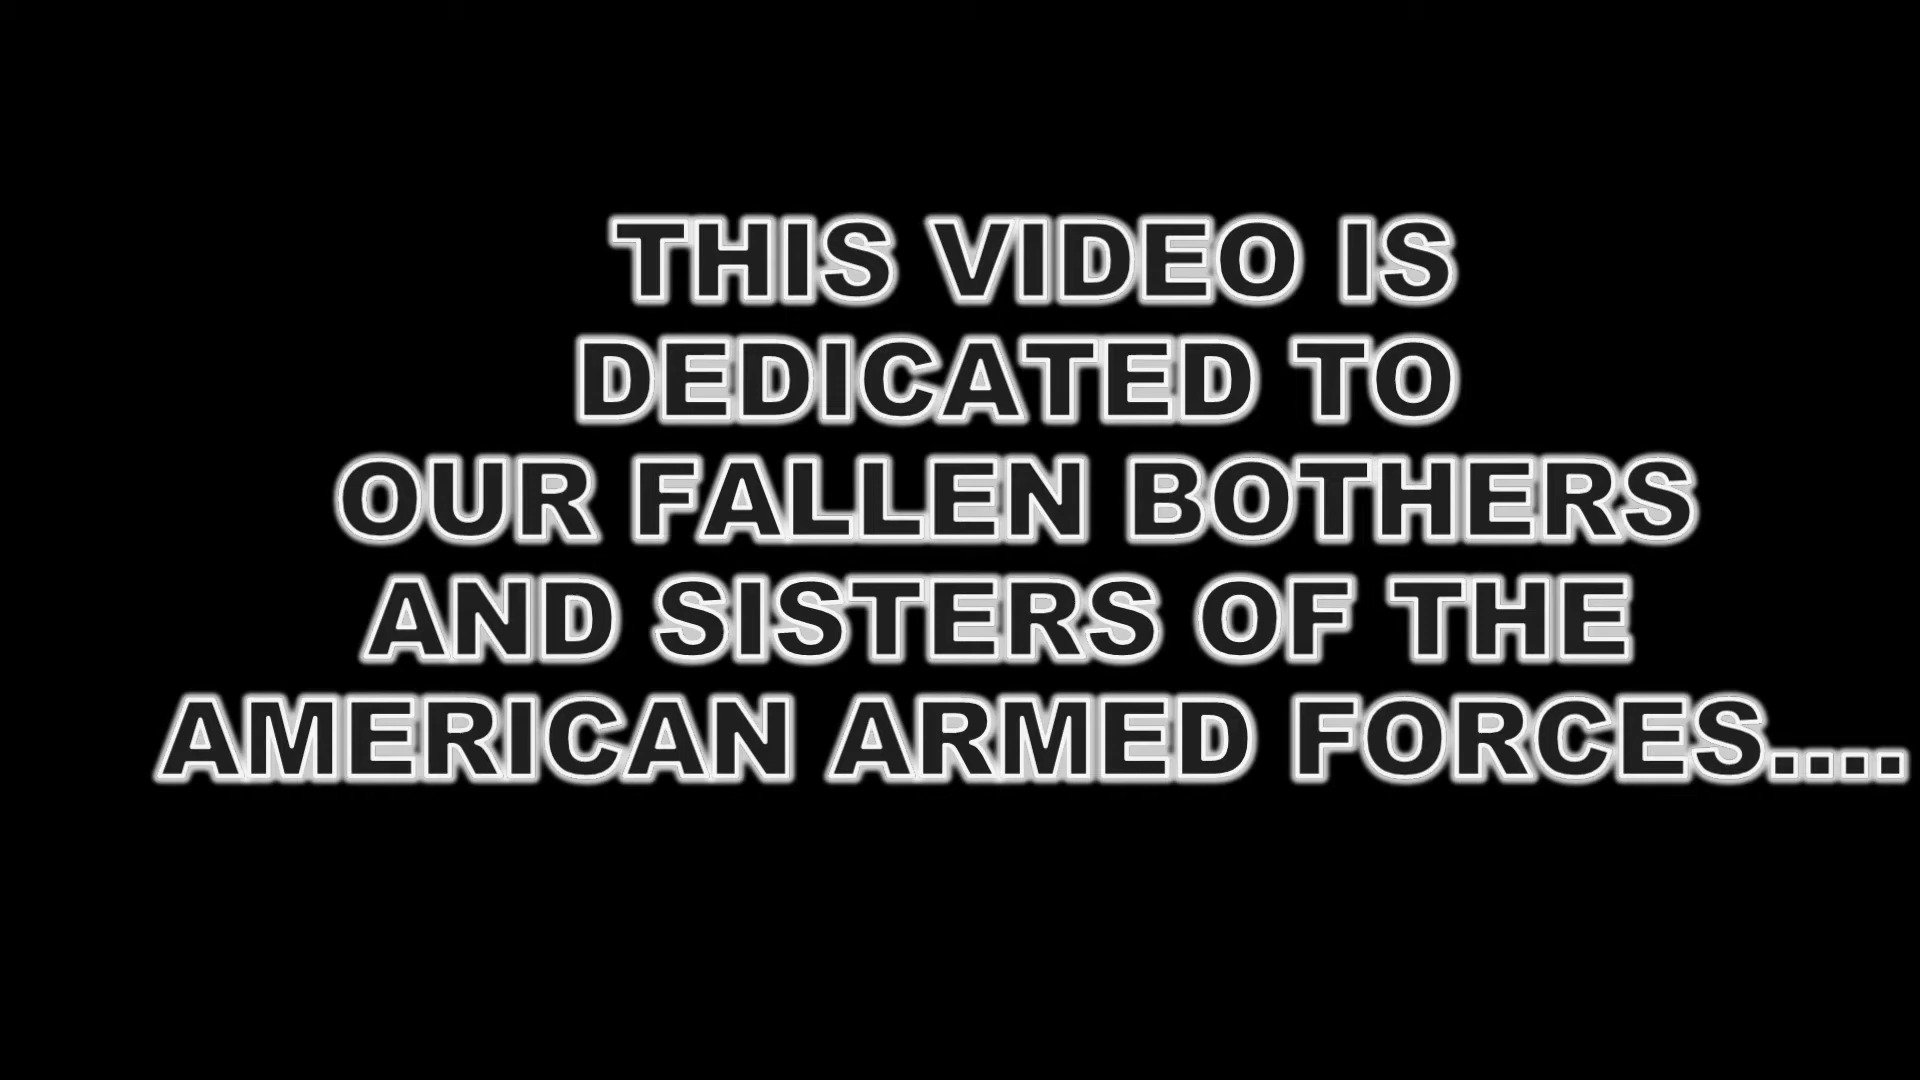 THIS VIDEO IS
DEDICATED TO
OUR FALLEN BOTHERS
AND SISTERS OF THE
AMERICAN ARMED FORCES....